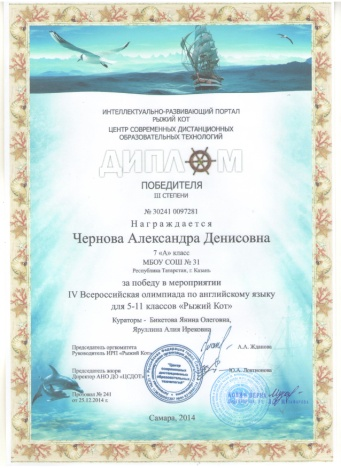 ИНТЕЛЛЕКТУАЛЬНО-РАЗВИВАЮЩИЙ ПОРТАЛ
РЫЖИЙ КОТ
ЦЕНТР СОВРЕМЕННЫХ ДИСТАНЦИОННЫХ
ОБРАЗОВАТЕЛЬНЫХ ТЕХНОЛОГИЙ
ДИПЛОМ
ПОБЕДИТЕЛЯ
III СТЕПЕНИ
№ 30241 0097281
Награждается
Чернова Александра Денисовна
7 «А» класс
МБОУ СОШ № 31
Республика Татарстан, г. Казань
за победу в мероприятии
IV Всероссийская олимпиада по английскому языку
для 5-11 классов «Рыжий Кот»
Кураторы - Бикетова Янина Олеговна,
Яруллина Алия Ирековна
Председатель оргкомитета
Руководитель ИРП «Рыжий Кот»
А.А. Жданова
Председатель жюри
Директор АНО ДО «ЦСДОТ»
Протокол № 241
от 25.12.2014 г.
Самара, 2014